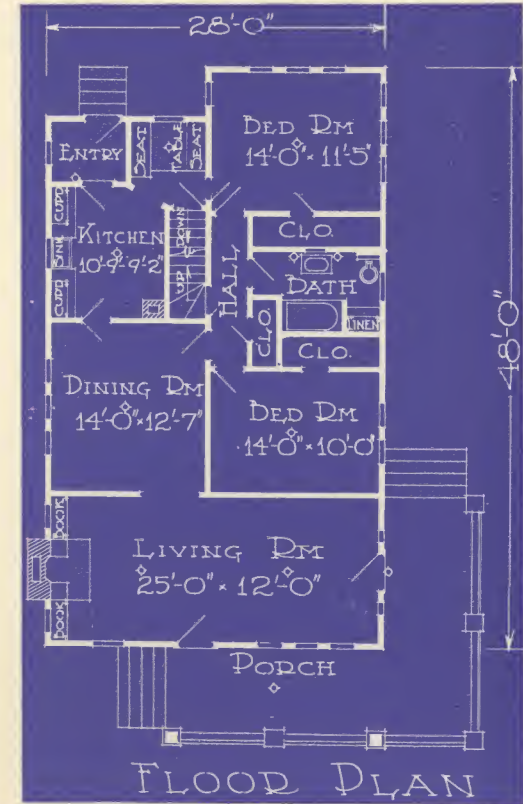 28'-0"
BED RM
14'-0" × 11'-5"
ENTRY
SEAT
TABLE
SEAT
CUP'D
SINK
CUP'D
KITCHEN
10'-9-9'-2"
DOWN
UP
HALL
CLO.
BATH
LINEN
CLO.
CLO.
48'-0"
DINING RM
14'-0" × 12'-7"
BED RM
14'-0" × 10'-0"
BOOK
LIVING RM
25'-0" × 12'-0"
BOOK
PORCH
FLOOR PLAN